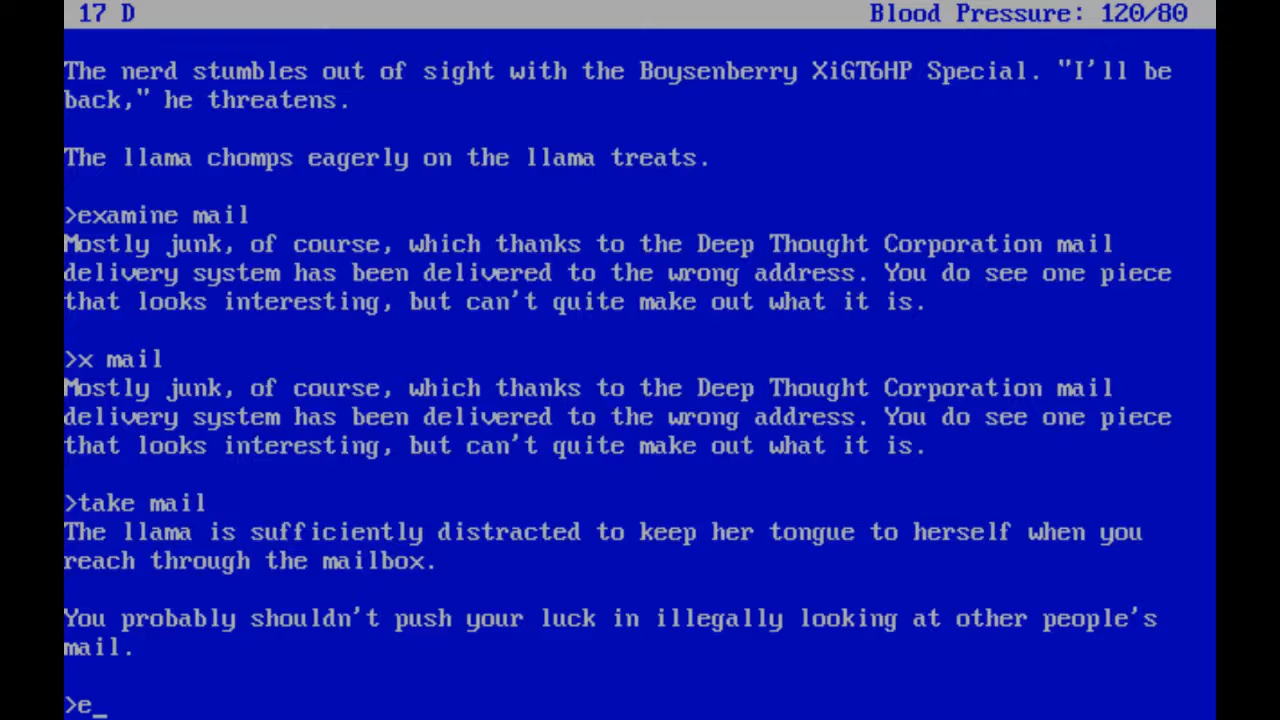 17 D Blood Pressure: 120/80
The nerd stumbles out of sight with the Boysenberry XiGT6HP Special. "I'll be
back," he threatens.
The llama chomps eagerly on the llama treats.
>examine mail
Mostly junk, of course, which thanks to the Deep Thought Corporation mail
delivery system has been delivered to the wrong address. You do see one piece
that looks interesting, but can't quite make out what it is.
>x mail
Mostly junk, of course, which thanks to the Deep Thought Corporation mail
delivery system has been delivered to the wrong address. You do see one piece
that looks interesting, but can't quite make out what it is.
>take mail
The llama is sufficiently distracted to keep her tongue to herself when you
reach through the mailbox.
You probably shouldn't push your luck in illegally looking at other people's
mail.
>e_